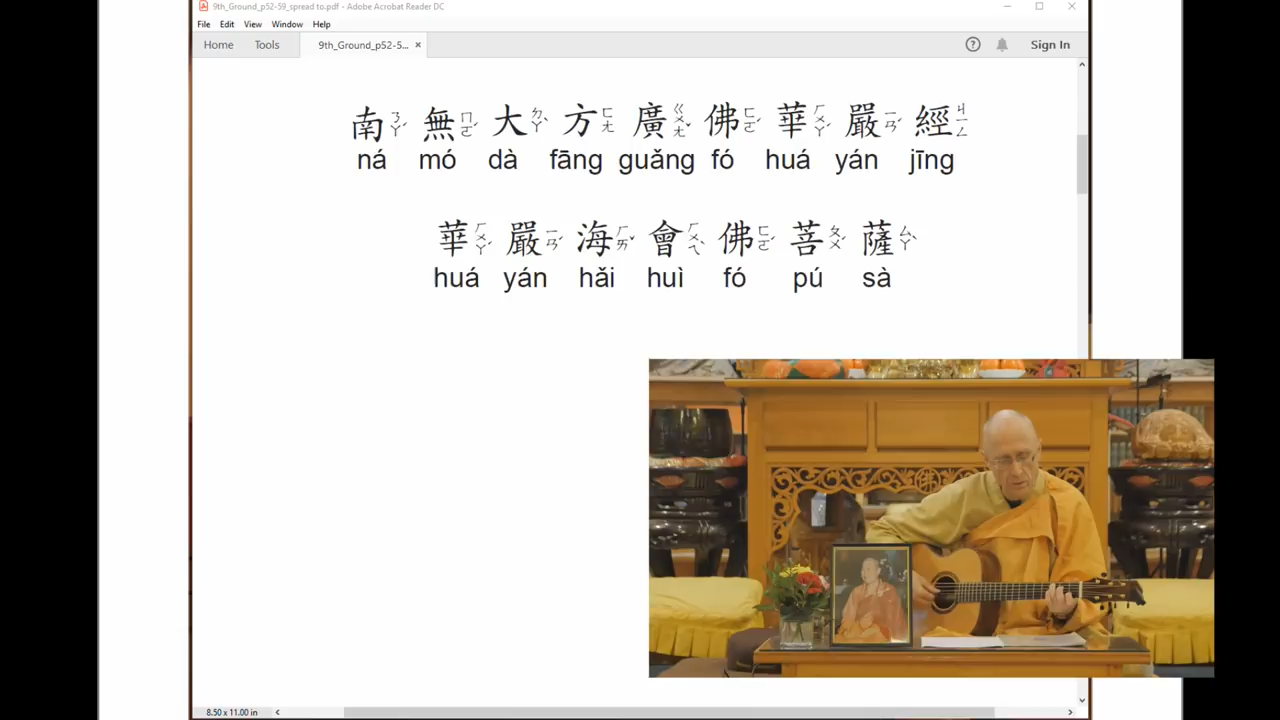 9th_Ground_p52-59_spread to.pdf - Adobe Acrobat Reader DC
File Edit View Window Help
Home Tools 9th_Ground_p52-5... × Sign In
南ㄋㄚˊ 無ㄇㄛˊ 大ㄉㄚˋ 方ㄈㄤ 廣ㄍㄨㄤˇ 佛ㄈㄛˊ 華ㄏㄨㄚˊ 嚴ㄧㄢˊ 經ㄐㄧㄥ
ná mó dà fāng guǎng fó huá yán jīng
華ㄏㄨㄚˊ 嚴ㄧㄢˊ 海ㄏㄞˇ 會ㄏㄨㄟˋ 佛ㄈㄛˊ 菩ㄆㄨˊ 薩ㄙㄚˋ
huá yán hǎi huì fó pú sà
8.50 x 11.00 in